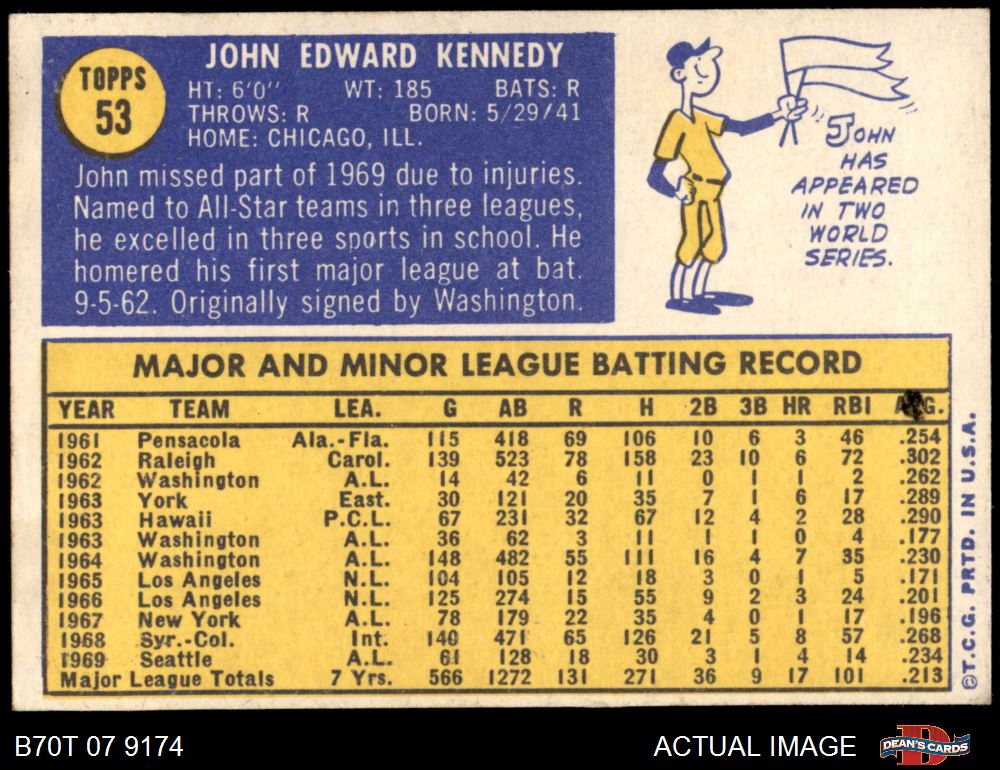 TOPPS
53
JOHN EDWARD KENNEDY
HT: 6'0" WT: 185 BATS: R
THROWS: R BORN: 5/29/41
HOME: CHICAGO, ILL.
John missed part of 1969 due to injuries.
Named to All-Star teams in three leagues,
he excelled in three sports in school. He
homered his first major league at bat.
9-5-62. Originally signed by Washington.
JOHN
HAS
APPEARED
IN TWO
WORLD
SERIES.
MAJOR AND MINOR LEAGUE BATTING RECORD
YEAR TEAM LEA. G AB R H 2B 3B HR RBI AVG.
1961 Pensacola Ala.-Fla. 115 418 69 106 10 6 3 46 .254
1962 Raleigh Carol. 139 523 78 158 23 10 6 72 .302
1962 Washington A.L. 14 42 6 11 0 1 1 2 .262
1963 York East. 30 121 20 35 7 1 6 17 .289
1963 Hawaii P.C.L. 67 231 32 67 12 4 2 28 .290
1963 Washington A.L. 36 62 3 11 1 1 0 4 .177
1964 Washington A.L. 148 482 55 111 16 4 7 35 .230
1965 Los Angeles N.L. 104 105 12 18 3 0 1 5 .171
1966 Los Angeles N.L. 125 274 15 55 9 2 3 24 .201
1967 New York A.L. 78 179 22 35 4 0 1 17 .196
1968 Syr.-Col. Int. 140 471 65 126 21 5 8 57 .268
1969 Seattle A.L. 61 128 18 30 3 1 4 14 .234
Major League Totals 7 Yrs. 566 1272 131 271 36 9 17 101 .213
©T.C.G. PRTD. IN U.S.A.
B70T 07 9174 ACTUAL IMAGE
D
DEAN'S CARDS